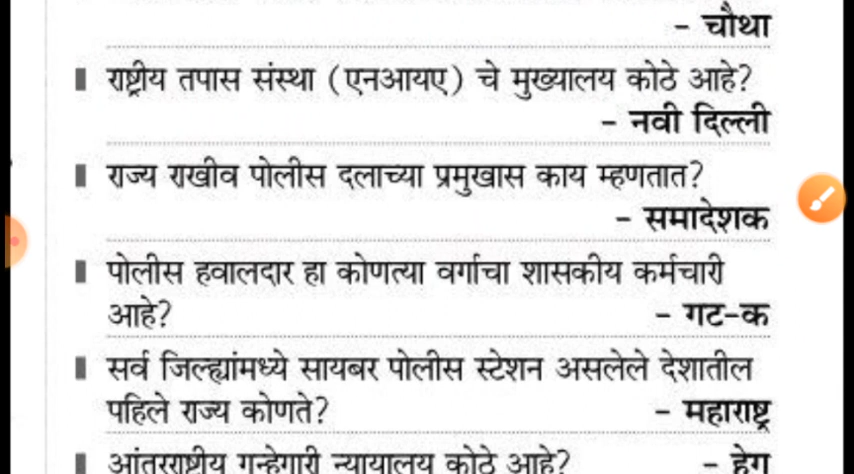 - चौथा
राष्ट्रीय तपास संस्था (एनआयए) चे मुख्यालय कोठे आहे?
- नवी दिल्ली
राज्य राखीव पोलीस दलाच्या प्रमुखास काय म्हणतात?
- समादेशक
पोलीस हवालदार हा कोणत्या वर्गाचा शासकीय कर्मचारी
आहे? - गट-क
सर्व जिल्ह्यांमध्ये सायबर पोलीस स्टेशन असलेले देशातील
पहिले राज्य कोणते? - महाराष्ट्र
आंतरराष्ट्रीय गुन्हेगारी न्यायालय कोठे आहे? - हेग